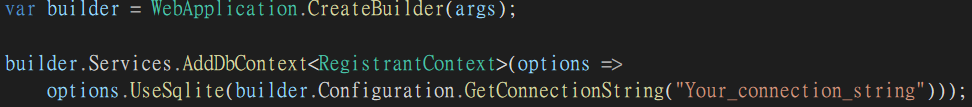 var builder = WebApplication.CreateBuilder(args);
builder.Services.AddDbContext<RegistrantContext>(options =>
options.UseSqlite(builder.Configuration.GetConnectionString("Your_connection_string")));